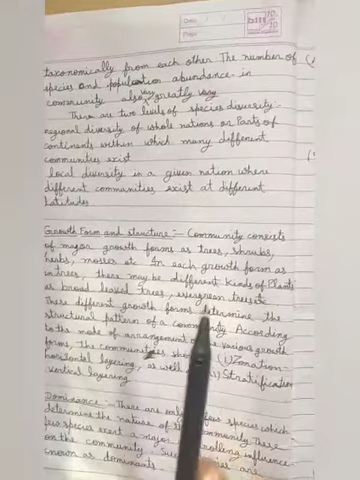 Date
Page
taxonomically from each other. The number of
species and population abundance in
community also vary greatly vary
There are two levels of species diversity.
regional diversity of whole nations or Parts of
continents within which many different
communities exist
local diversity in a given nation where
different communities exist at different
latitudes
Growth Form and structure :- Community consists
of major growth forms as trees, shrubs,
herbs, mosses etc In each growth form as
in trees, there may be different Kinds of Plants
as broad leaved trees, evergreen trees etc
These different growth forms determine the
structural pattern of a community. According
to the mode of arrangement of various growth
forms, the communities show (i) Zonation
horizontal layering, as well (ii) Stratification
vertical layering
Dominance :- There are only few species which
determine the nature of the community. These
few species exert a major controlling influence
on the community. Such are
known as dominants.